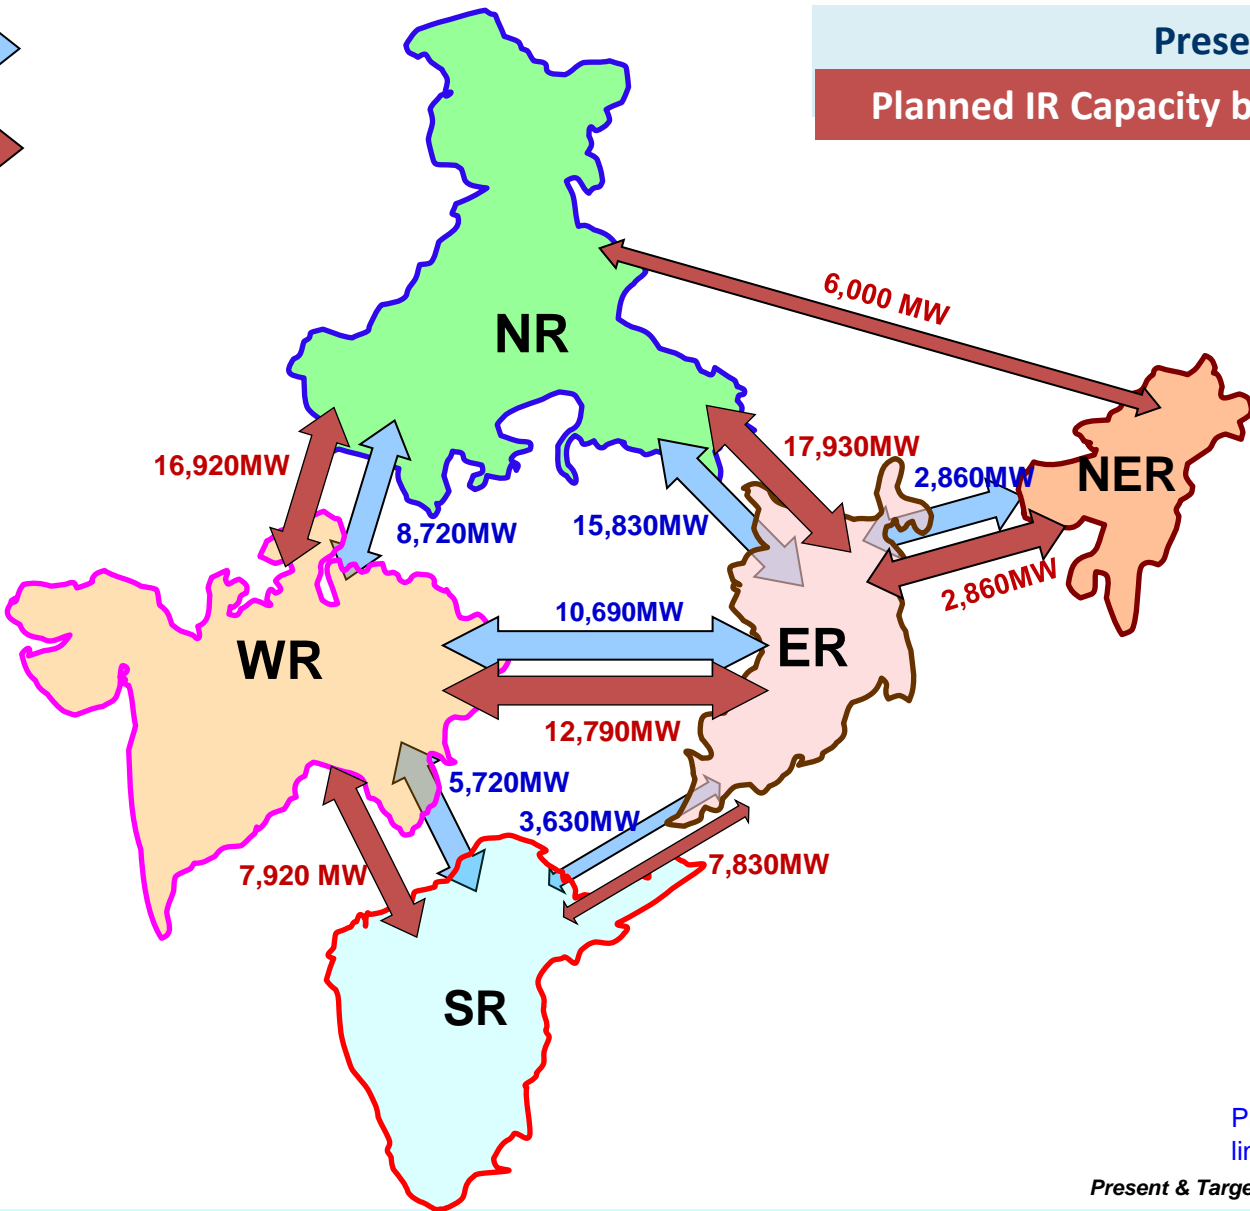 Prese
Planned IR Capacity b
6,000 MW
NR
17,930MW
16,920MW
2,860MW
NER
8,720MW
15,830MW
2,860MW
10,690MW
WR
ER
12,790MW
5,720MW
3,630MW
7,920 MW
7,830MW
SR
P
lin
Present & Targe